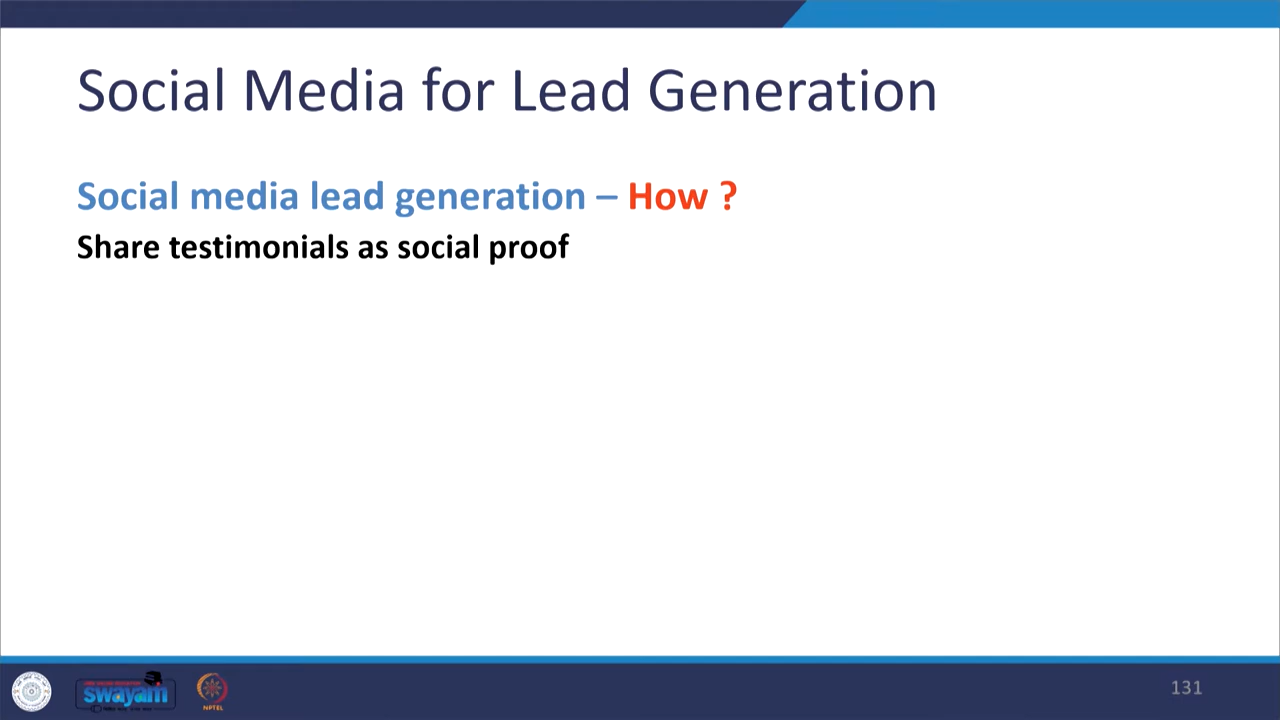 Social Media for Lead Generation
Social media lead generation – How ?
Share testimonials as social proof
swayam
NPTEL
131